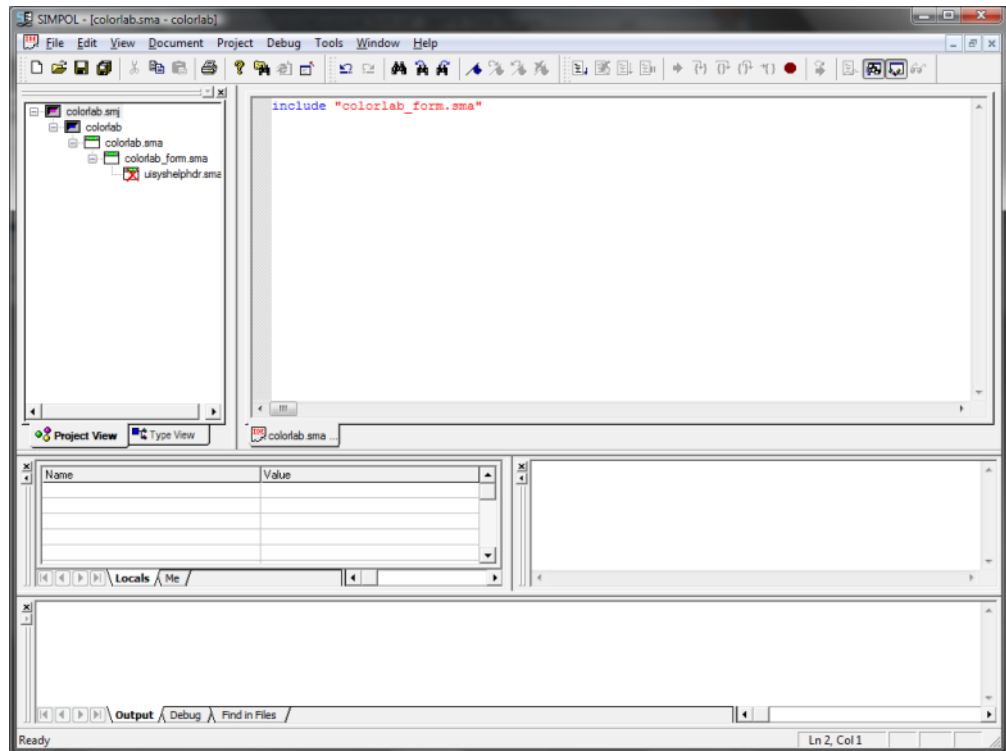 SIMPOL - [colorlab.sma - colorlab]
File Edit View Document Project Debug Tools Window Help
colorlab.smj
colorlab
colorlab.sma
colorlab_form.sma
uisyshelphdr.sma
include "colorlab_form.sma"
Project View Type View
colorlab.sma ...
Name Value
Locals Me
Output Debug Find in Files
Ready Ln 2, Col 1